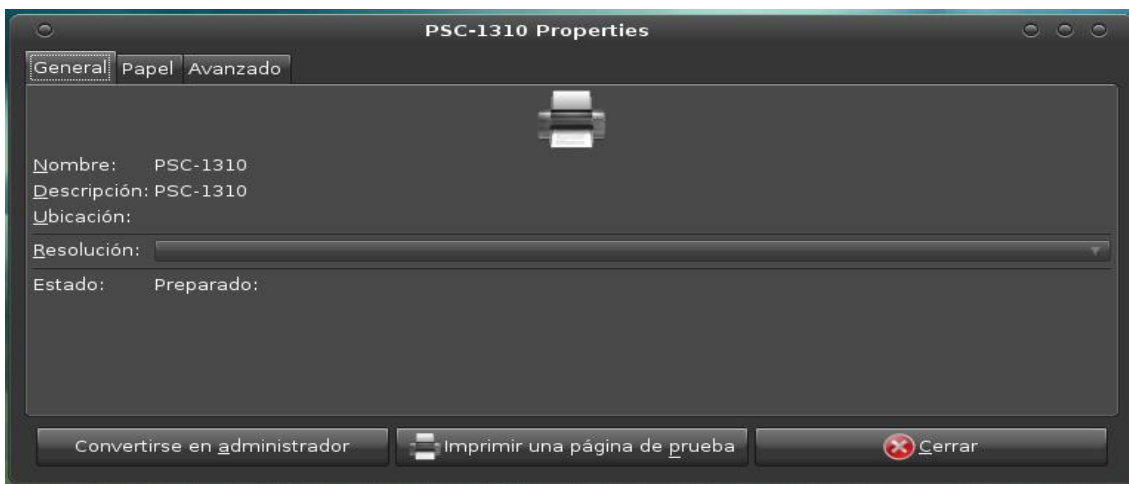 PSC-1310 Properties
General Papel Avanzado
Nombre: PSC-1310
Descripción: PSC-1310
Ubicación:
Resolución:
Estado: Preparado:
Convertirse en administrador Imprimir una página de prueba Cerrar